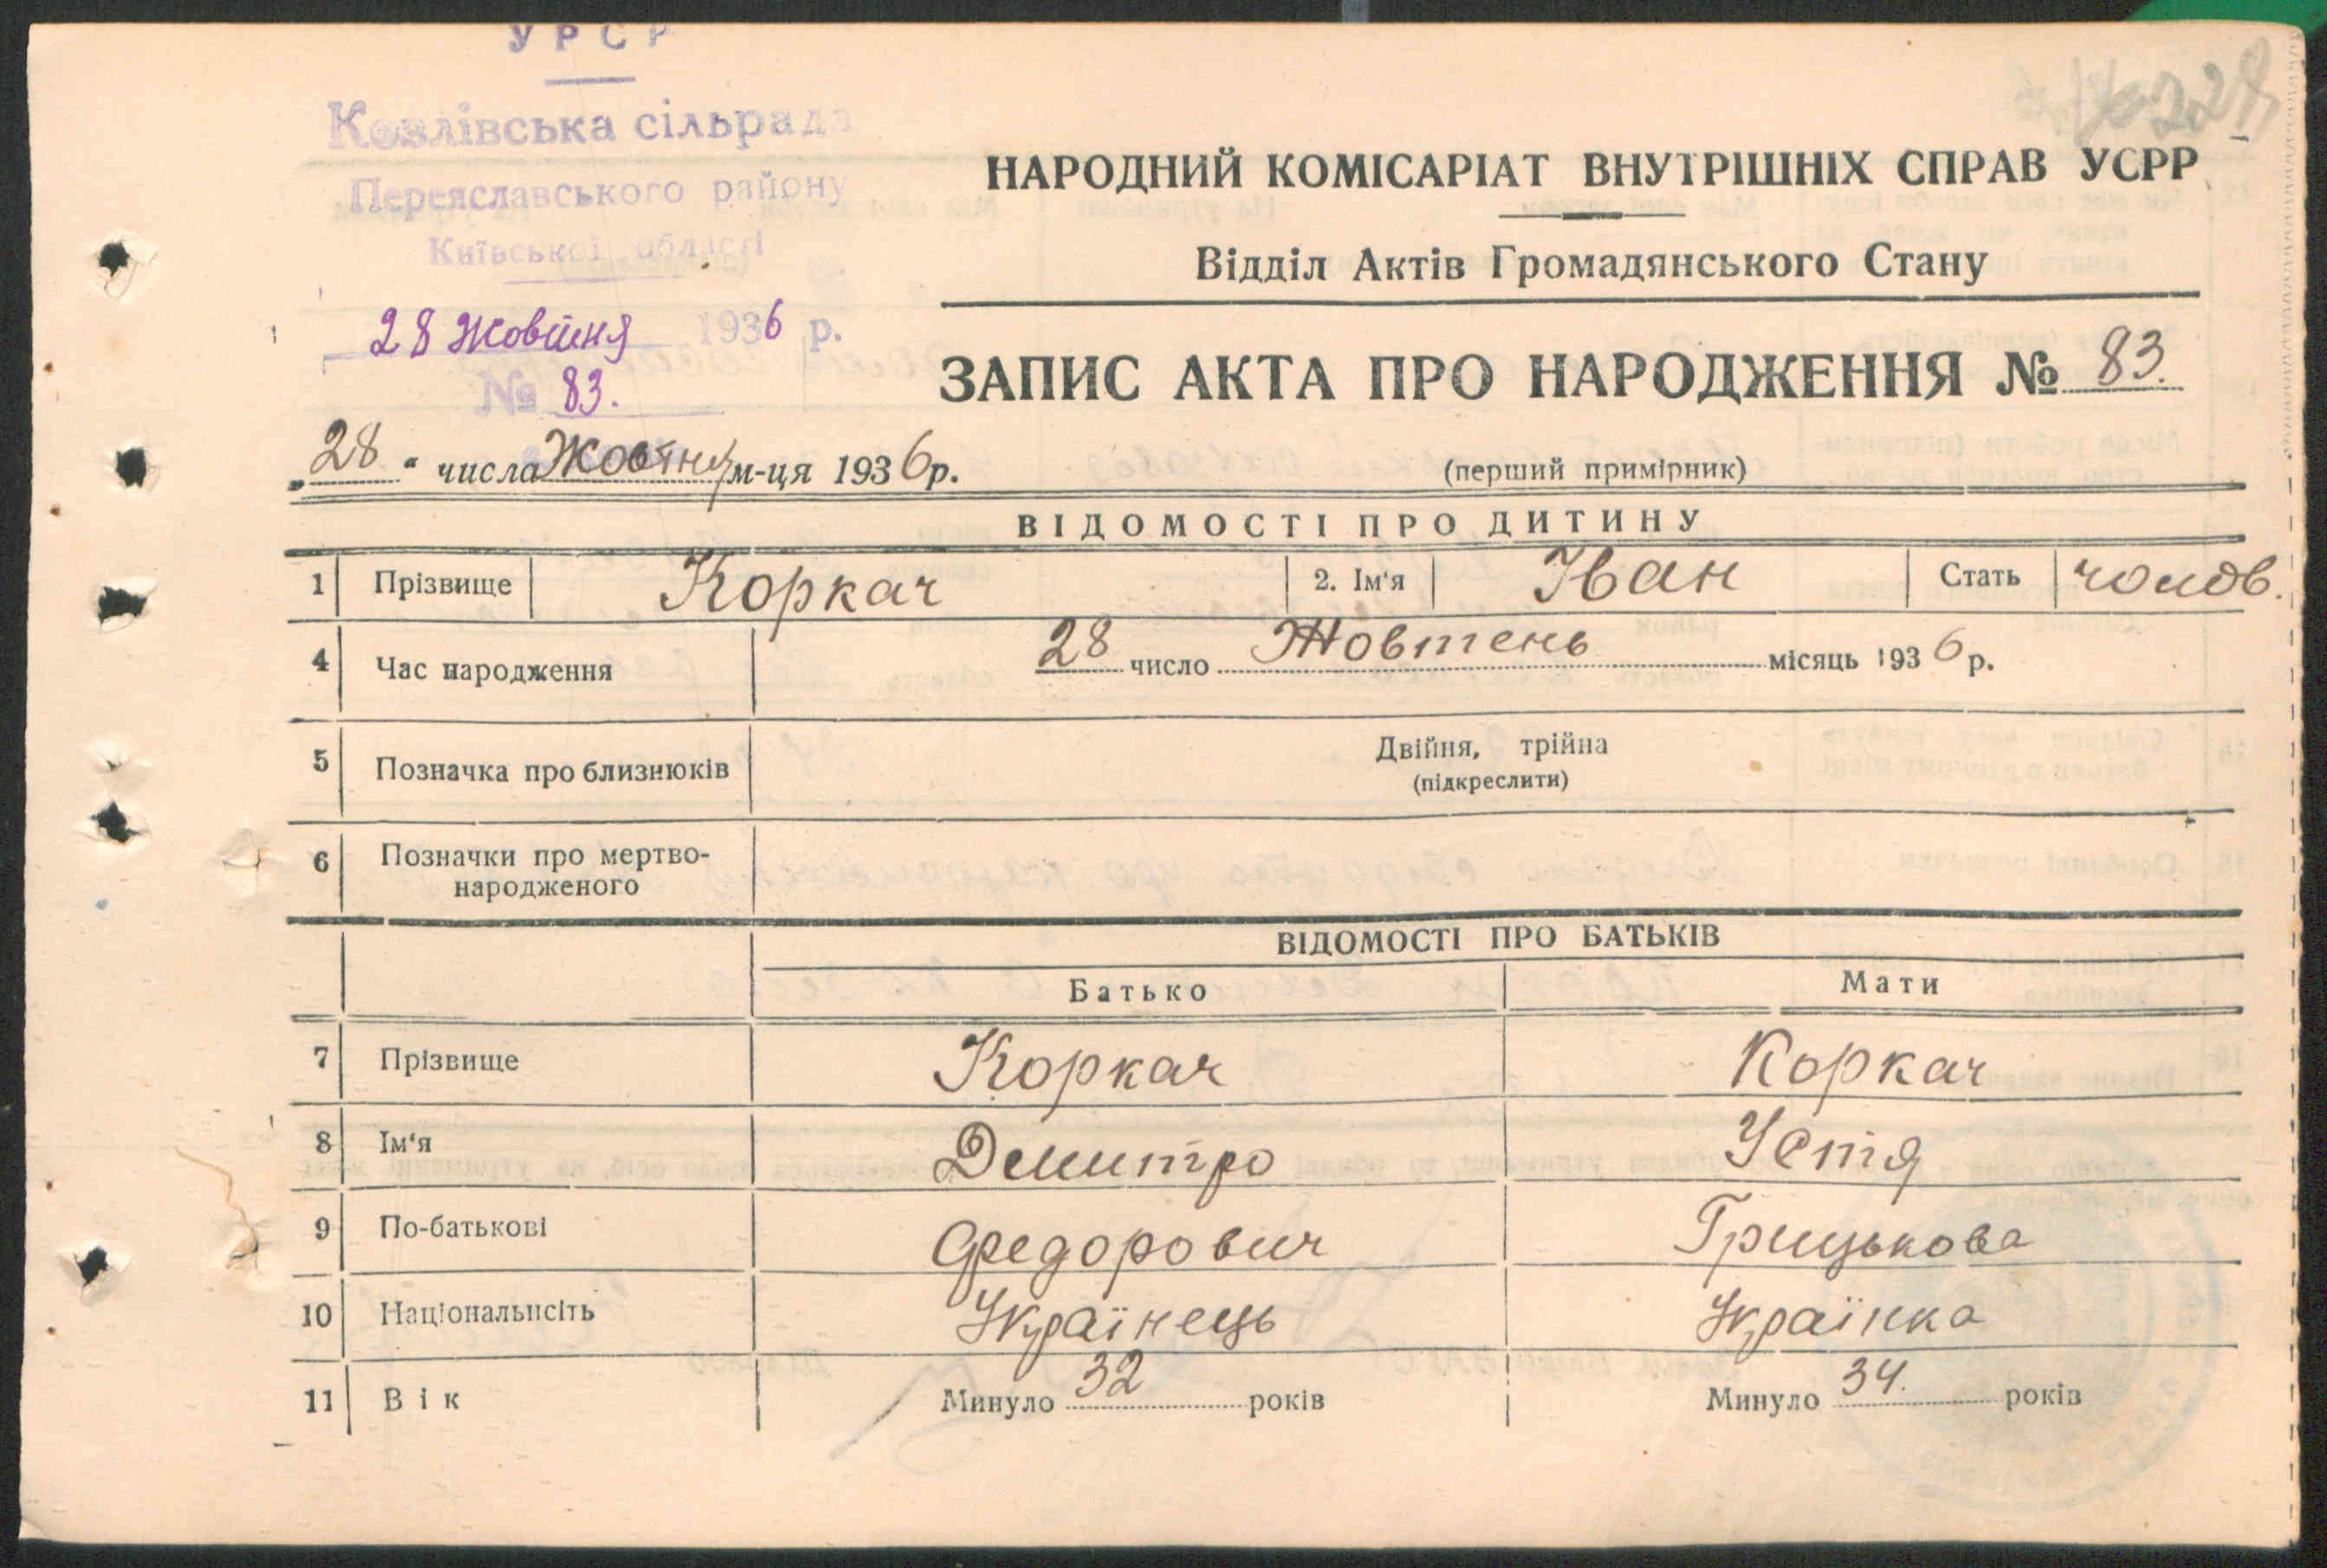 УРСР
Козлівська сільрада
Переяславського району
Київської області
28 Жовтня 1936 р.
№ 83.
НАРОДНИЙ КОМІСАРІАТ ВНУТРІШНІХ СПРАВ УСРР
Відділ Актів Громадянського Стану
ЗАПИС АКТА ПРО НАРОДЖЕННЯ № 83.
„28“ числа Жовтня м-ця 1936 р.
(перший примірник)
ВІДОМОСТІ ПРО ДИТИНУ
1 Прізвище Коркач 2. Ім'я Іван Стать чолов.
4 Час народження 28 число Жовтень місяць 1936 р.
5 Позначка про близнюків Двійня, трійна
(підкреслити)
6 Позначки про мертво-
народженого
ВІДОМОСТІ ПРО БАТЬКІВ
Батько Мати
7 Прізвище Коркач Коркач
8 Ім'я Демитро Устя
9 По-батькові Федорович Грицькова
10 Національнсіть Українець Українка
11 Вік Минуло 32 років Минуло 34. років